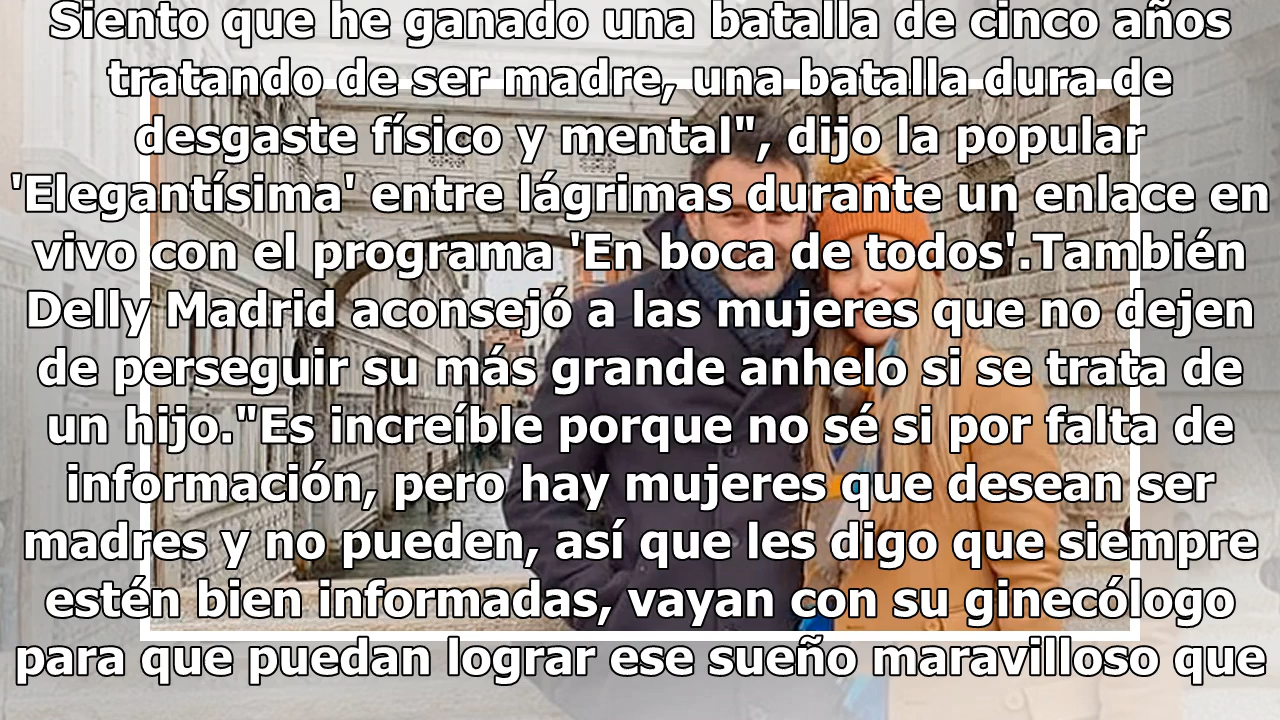 Siento que he ganado una batalla de cinco años
tratando de ser madre, una batalla dura de
desgaste físico y mental", dijo la popular
'Elegantísima' entre lágrimas durante un enlace en
vivo con el programa 'En boca de todos'.También
Delly Madrid aconsejó a las mujeres que no dejen
de perseguir su más grande anhelo si se trata de
un hijo."Es increíble porque no sé si por falta de
información, pero hay mujeres que desean ser
madres y no pueden, así que les digo que siempre
estén bien informadas, vayan con su ginecólogo
para que puedan lograr ese sueño maravilloso que